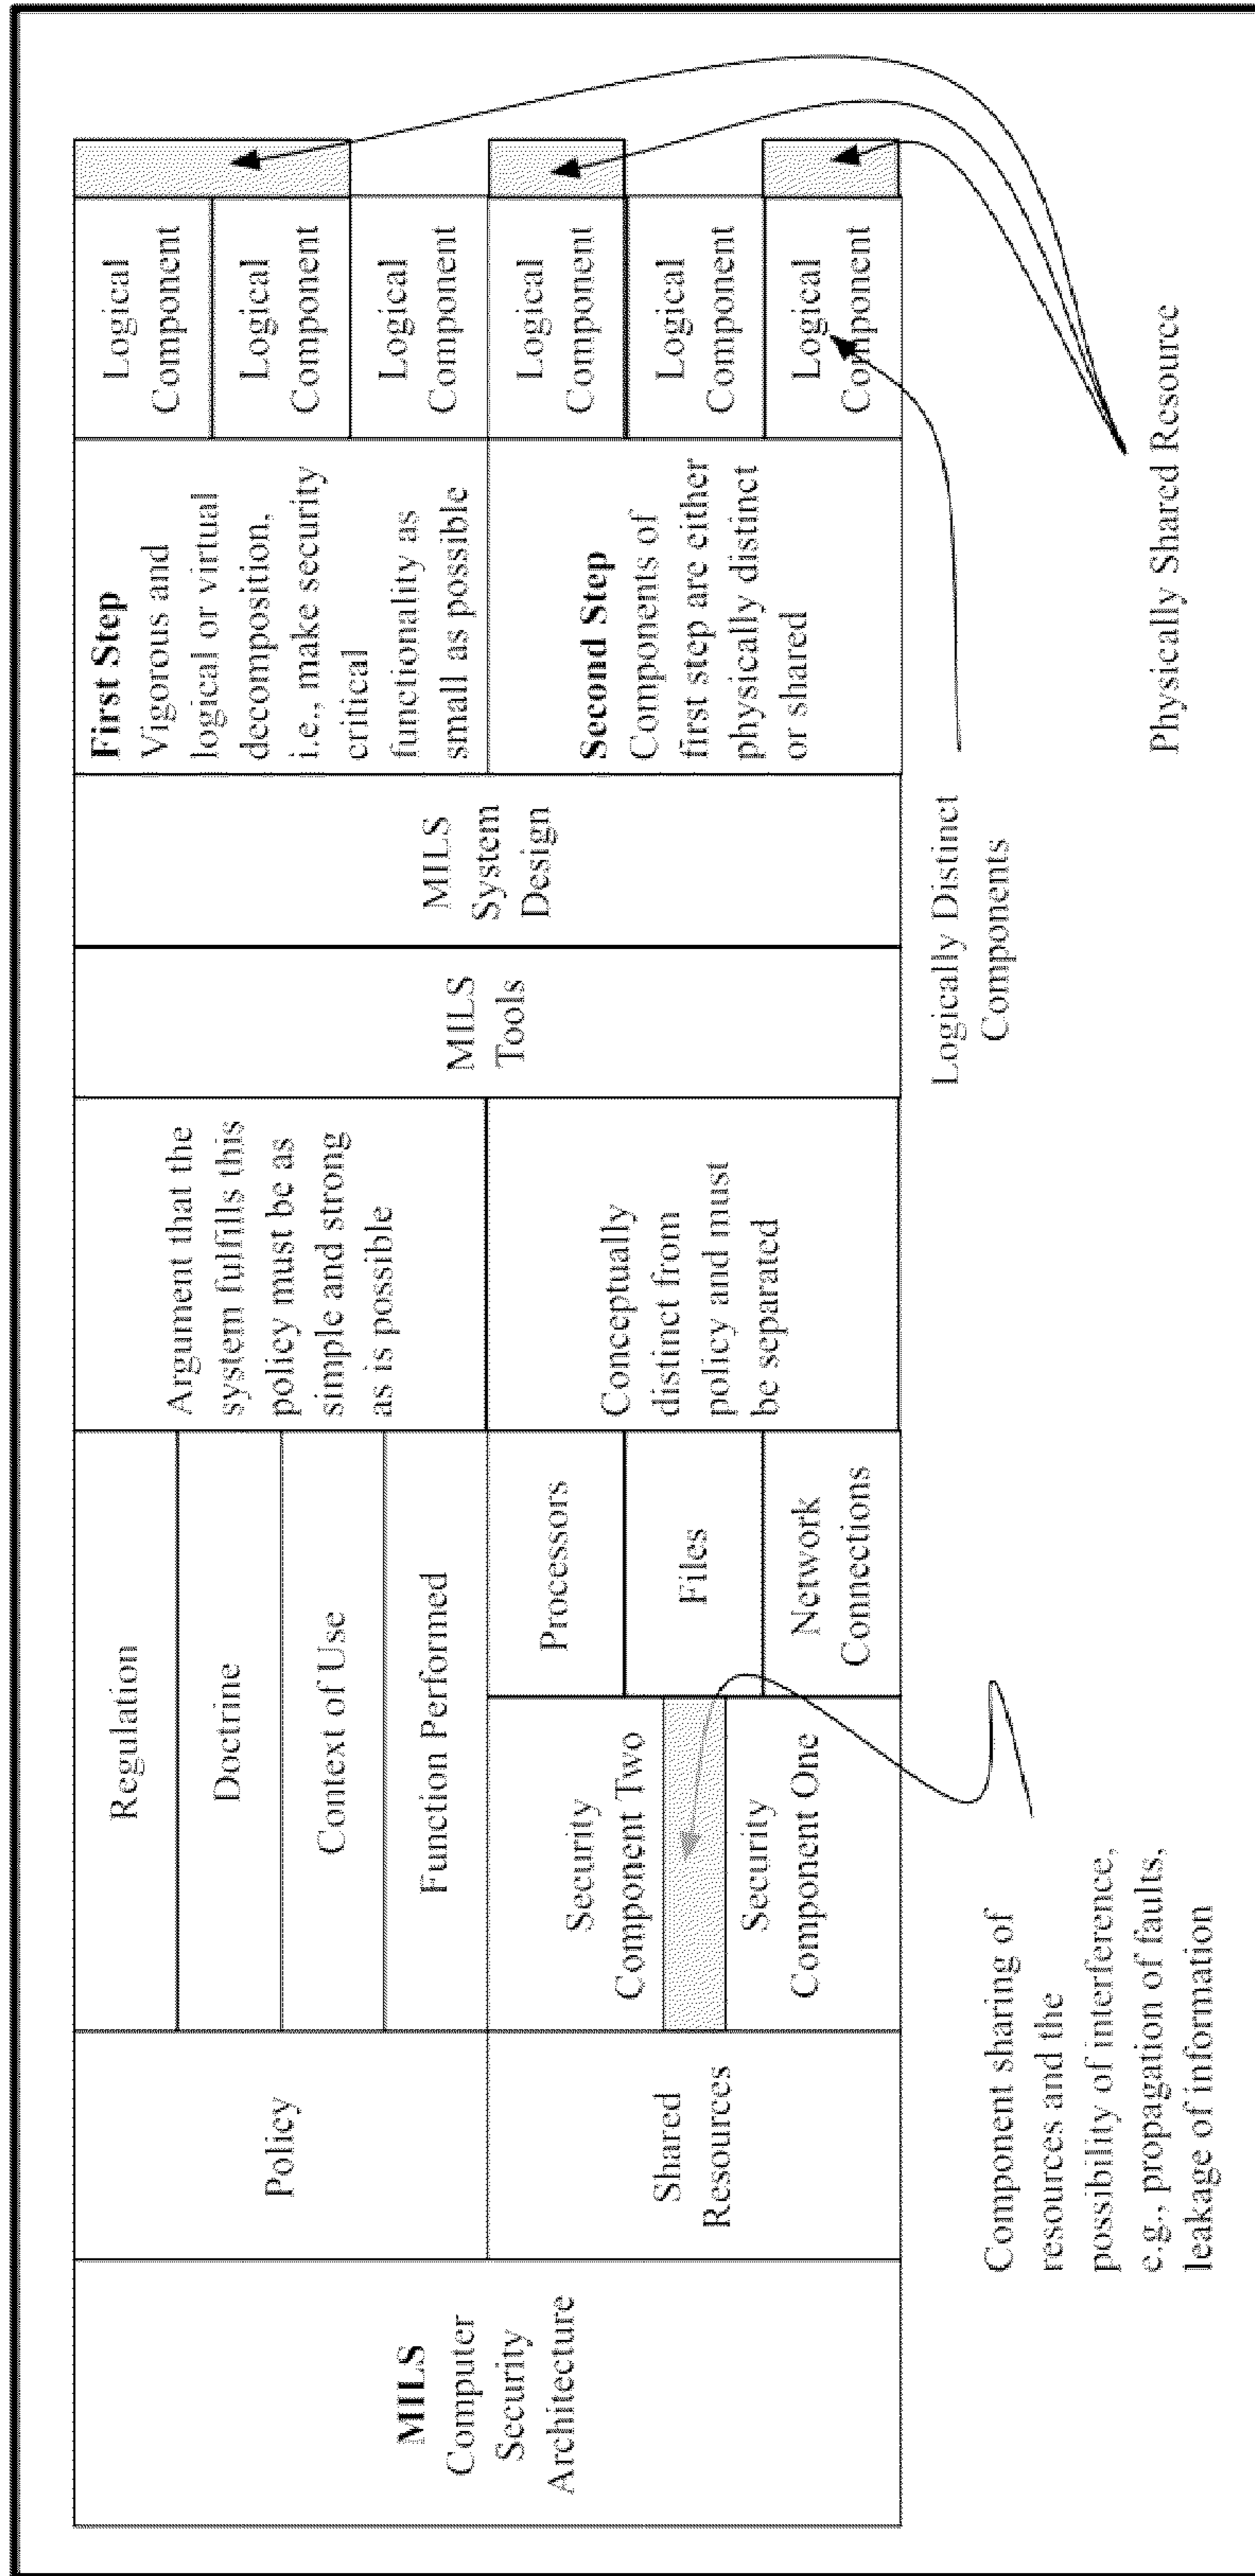 MILS
Computer
Security
Architecture
Policy
Shared
Resources
Regulation
Doctrine
Context of Use
Function Performed
Security
Component Two
Security
Component One
Processors
Files
Network
Connections
Argument that the
system fulfills this
policy must be as
simple and strong
as is possible
Conceptually
distinct from
policy and must
be separated
MILS
Tools
MILS
System
Design
First Step
Vigorous and
logical or virtual
decomposition,
i.e., make security
critical
functionality as
small as possible
Second Step
Components of
first step are either
physically distinct
or shared
Logical
Component
Logical
Component
Logical
Component
Logical
Component
Logical
Component
Logical
Component
Component sharing of
resources and the
possibility of interference,
e.g., propagation of faults,
leakage of information
Logically Distinct
Components
Physically Shared Resource